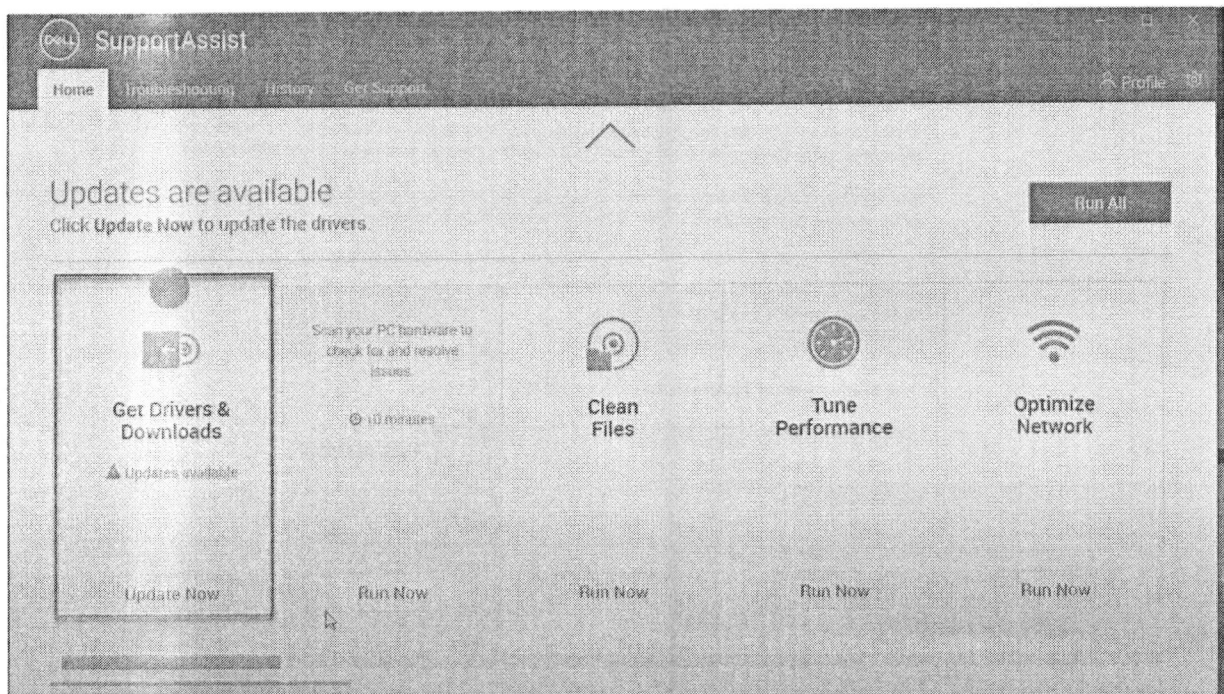 DELL SupportAssist
Home Troubleshooting History Get Support Profile
Updates are available
Run All
Click Update Now to update the drivers.
Get Drivers &
Downloads
Updates available
Update Now
Scan your PC hardware to
check for and resolve
issues.
10 minutes
Run Now
Clean
Files
Run Now
Tune
Performance
Run Now
Optimize
Network
Run Now